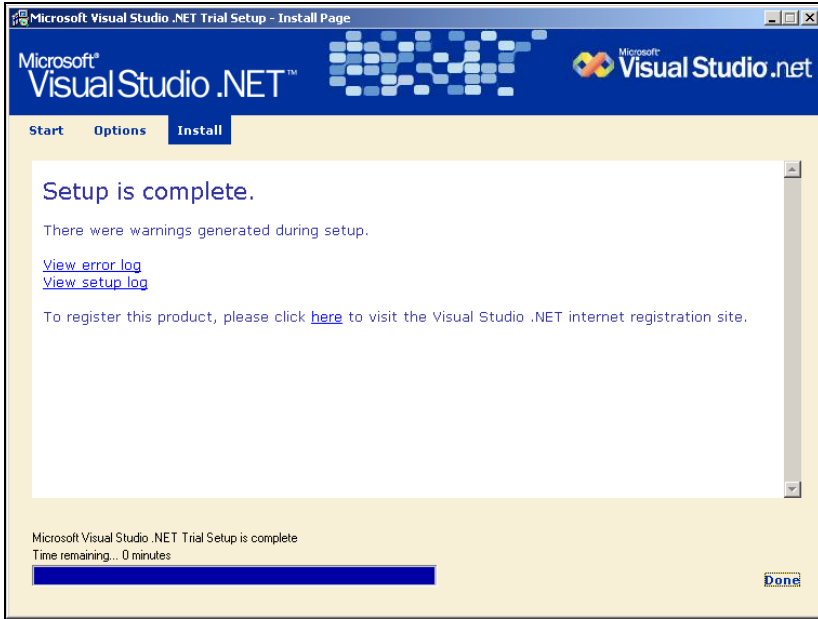 Microsoft Visual Studio .NET Trial Setup - Install Page
Microsoft®
Visual Studio .NET™
Microsoft
Visual Studio.net
Start Options Install
Setup is complete.
There were warnings generated during setup.
View error log
View setup log
To register this product, please click here to visit the Visual Studio .NET internet registration site.
Microsoft Visual Studio .NET Trial Setup is complete
Time remaining... 0 minutes
Done